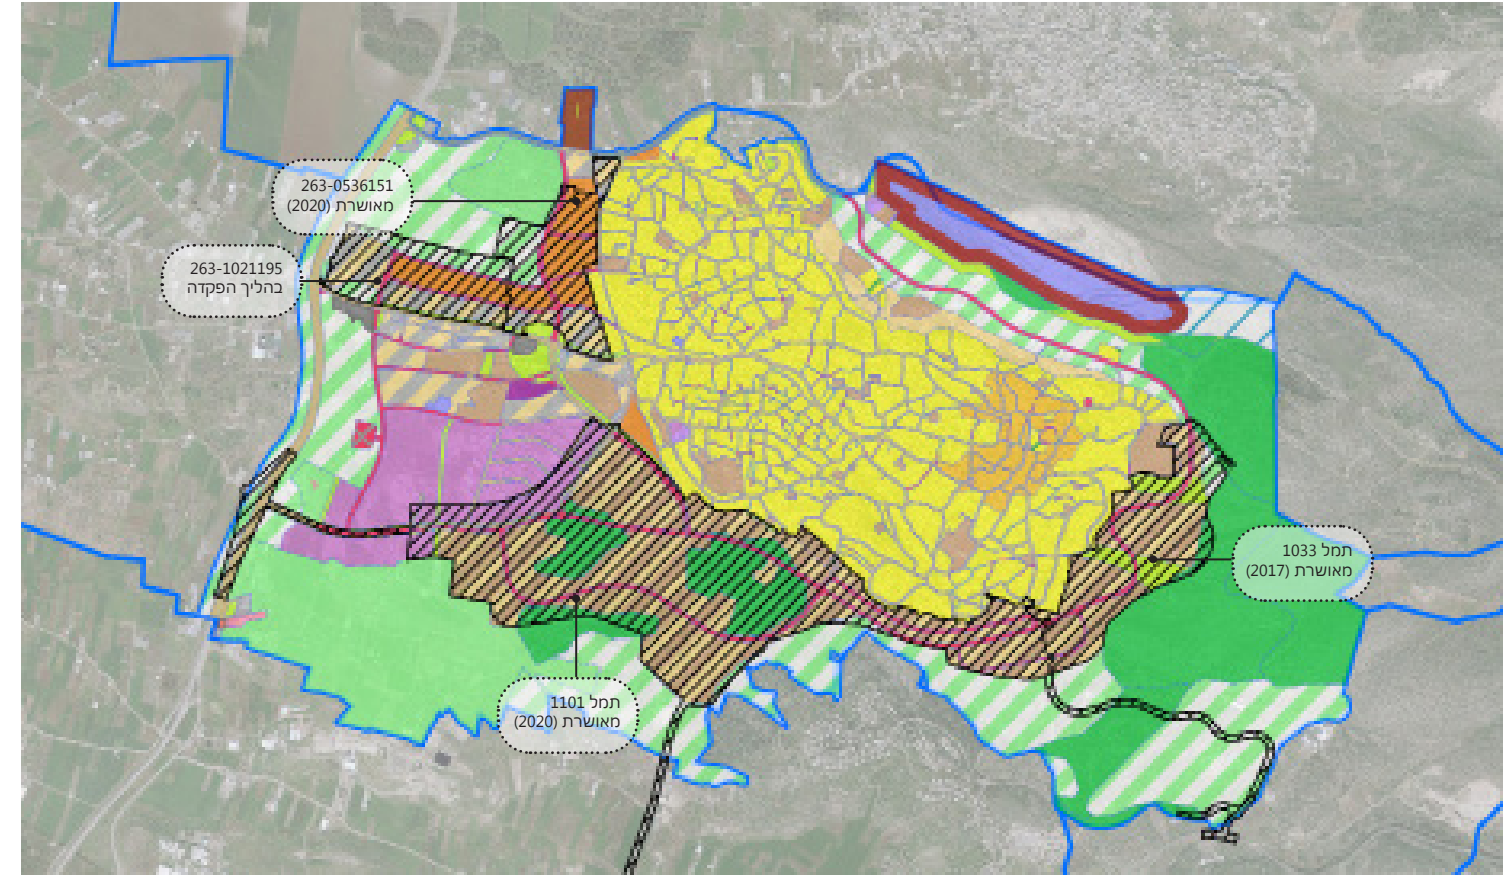 263-0536151
מאושרת (2020)
263-1021195
בהליך הפקדה
תמל 1033
מאושרת (2017)
תמל 1101
מאושרת (2020)